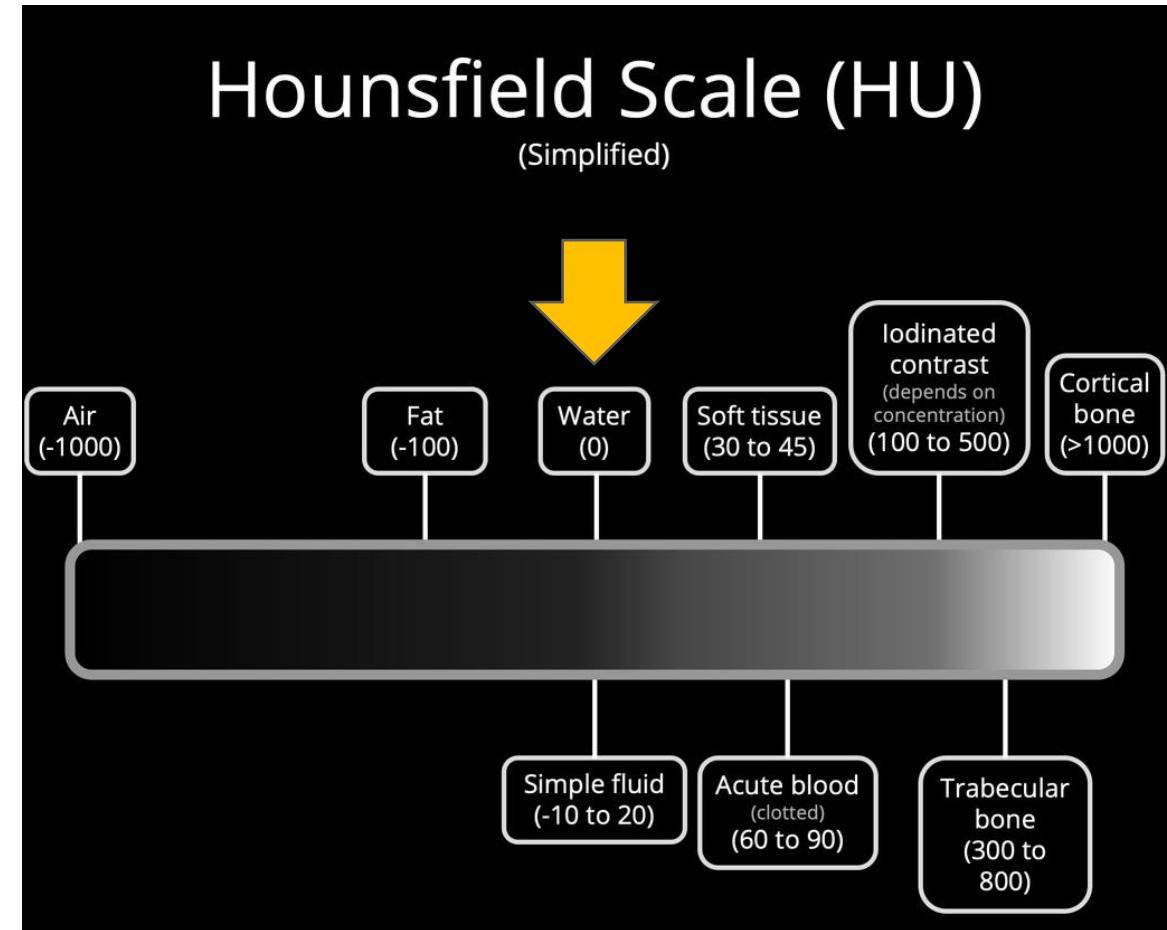 Hounsfield Scale (HU)
(Simplified)
Air
(-1000)
Fat
(-100)
Water
(0)
Soft tissue
(30 to 45)
Iodinated
contrast
(depends on
concentration)
(100 to 500)
Cortical
bone
(>1000)
Simple fluid
(-10 to 20)
Acute blood
(clotted)
(60 to 90)
Trabecular
bone
(300 to
800)